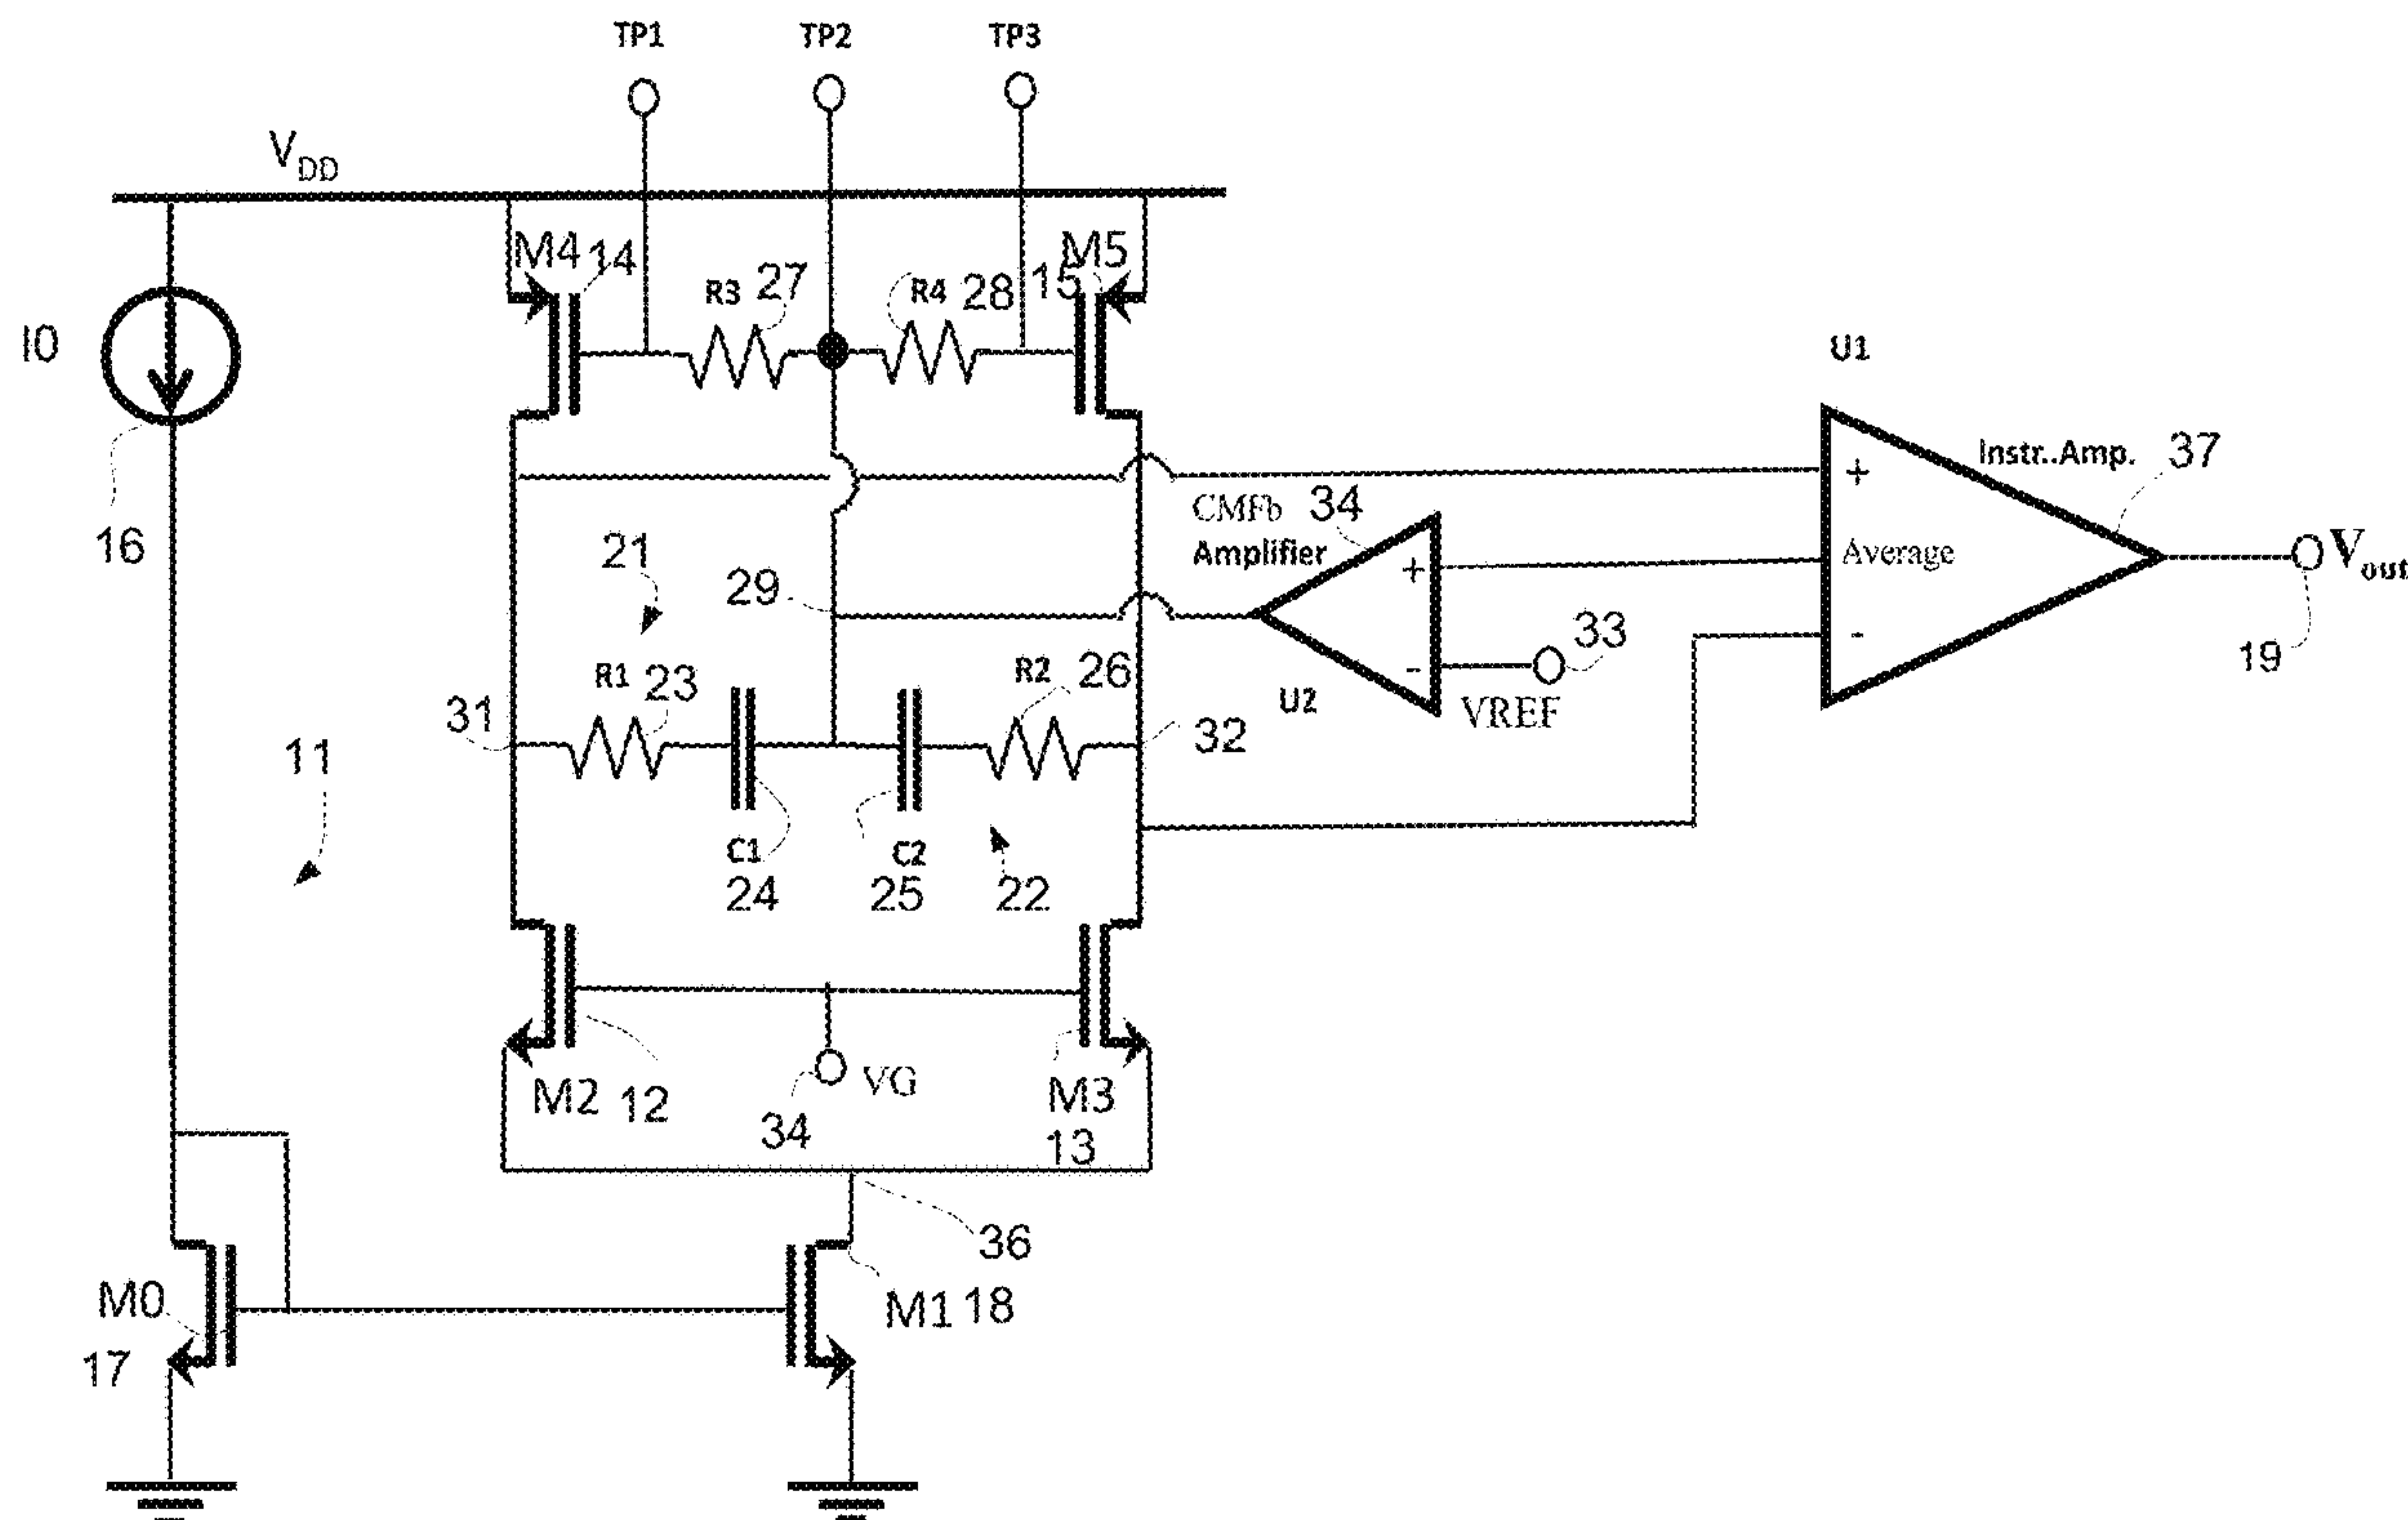 TP1 TP2 TP3
VDD
M4 14 R3 27 R4 28 15 M5
I0
U1
Instr..Amp. 37
16
21
CMFb 34
Amplifier
+
+
Average
Vout
29
-
-
33
19
31
R1 23
R2 26
U2
VREF
32
11
C1
24
C2
25
22
M2 12
VG
34
M3
13
36
M0
17
M1 18